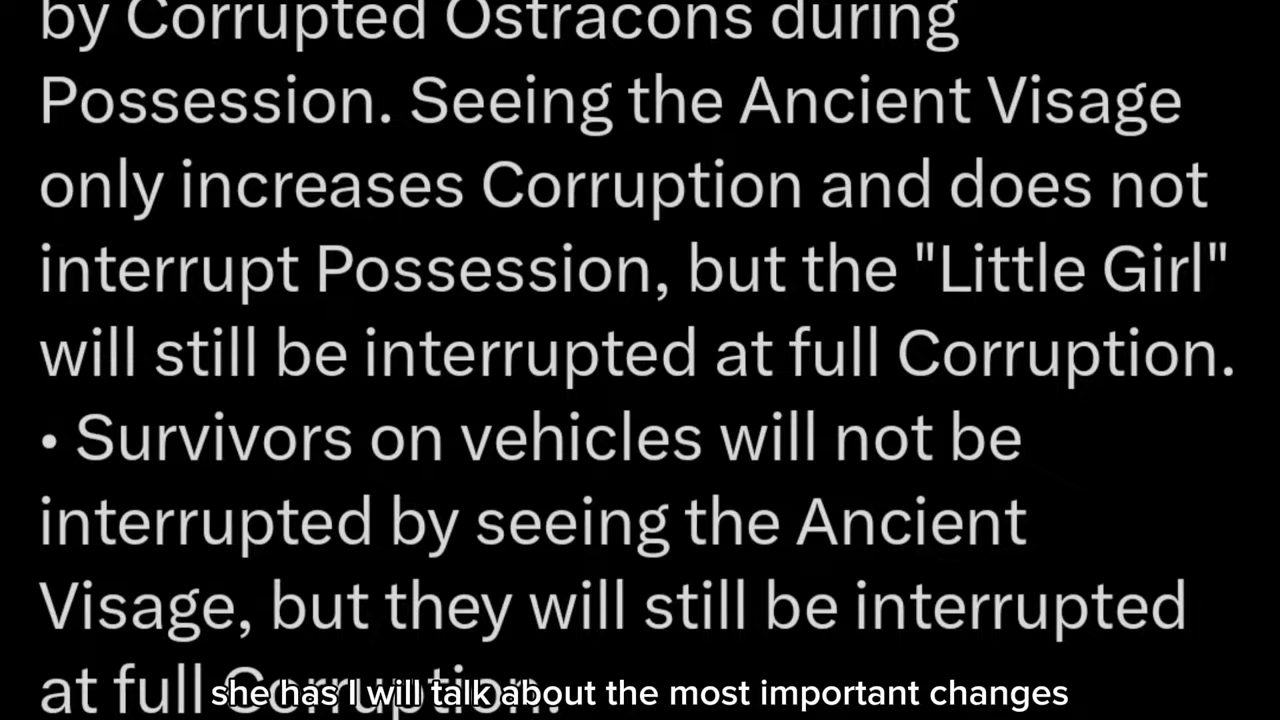 by Corrupted Ostracons during
Possession. Seeing the Ancient Visage
only increases Corruption and does not
interrupt Possession, but the "Little Girl"
will still be interrupted at full Corruption.
• Survivors on vehicles will not be
interrupted by seeing the Ancient
Visage, but they will still be interrupted
at full Corruption.
she has I will talk about the most important changes